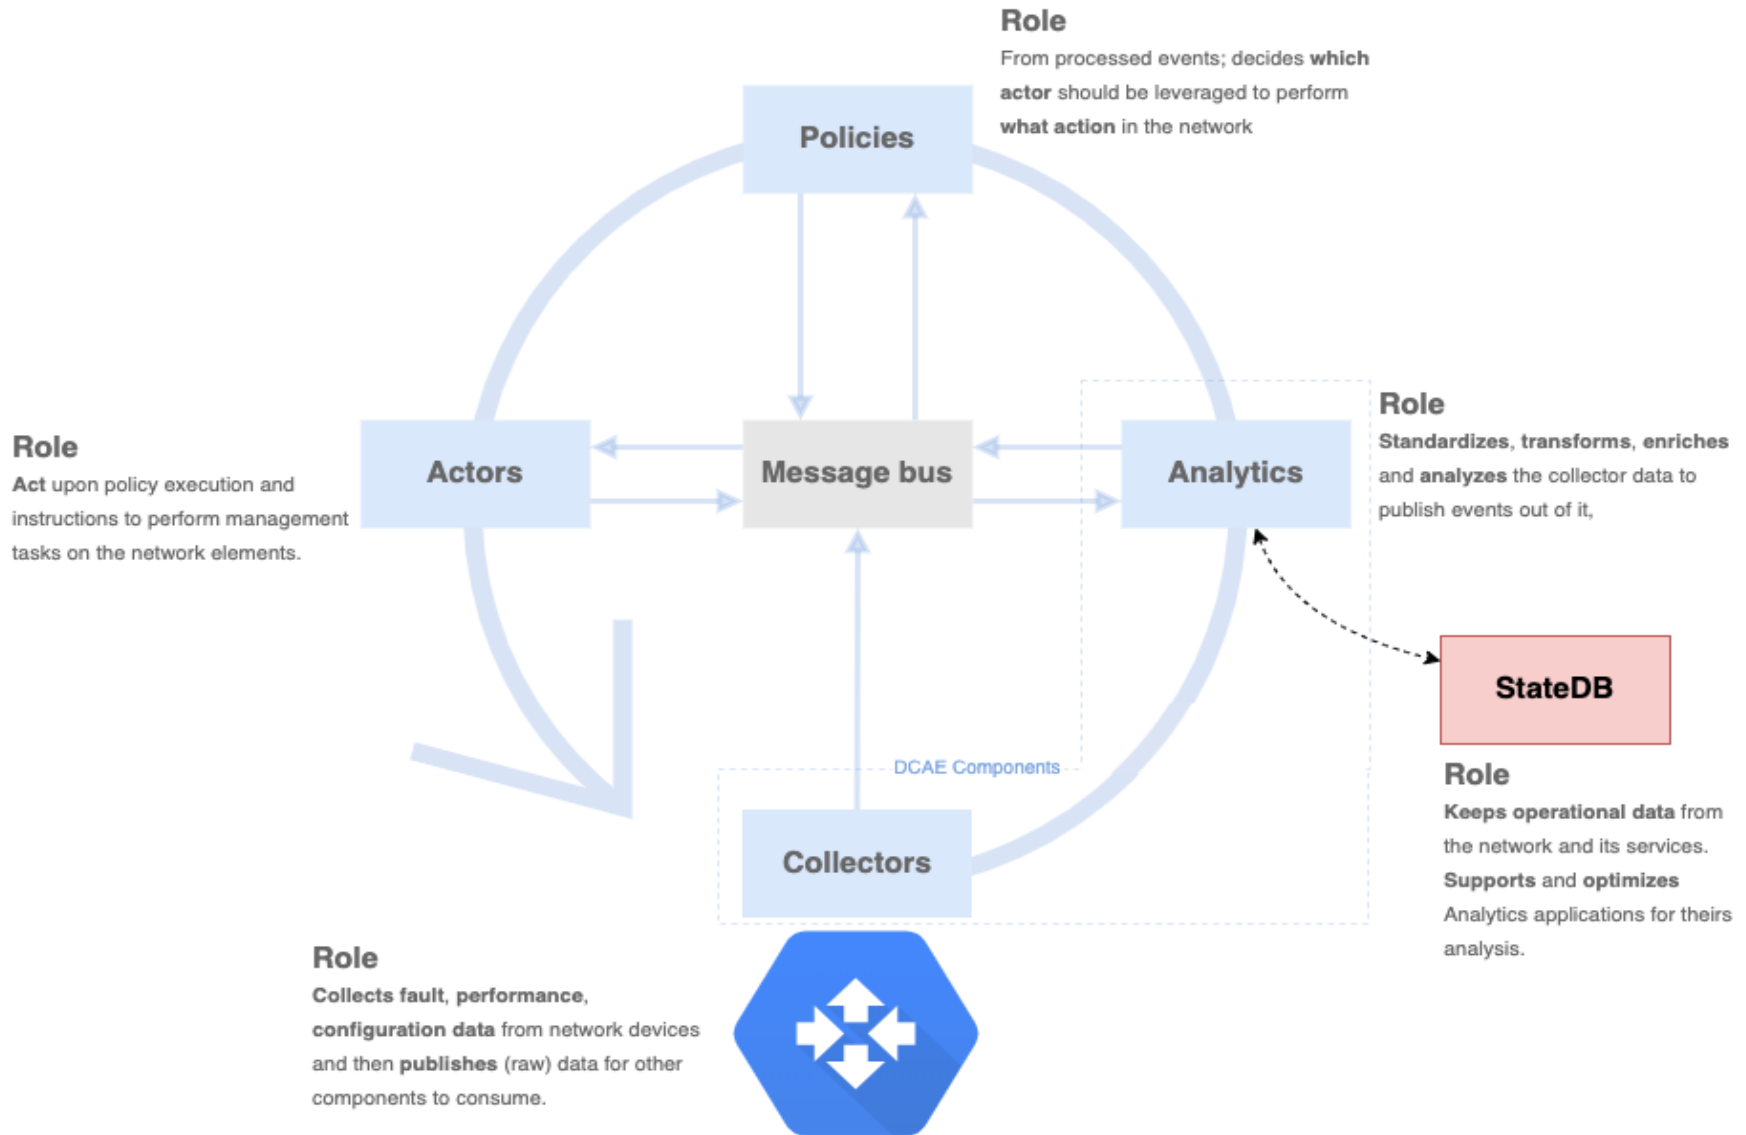 Role
From processed events; decides which
actor should be leveraged to perform
what action in the network
Policies
Role
Act upon policy execution and
instructions to perform management
tasks on the network elements.
Actors
Message bus
Analytics
Role
Standardizes, transforms, enriches
and analyzes the collector data to
publish events out of it,
StateDB
Role
Keeps operational data from
the network and its services.
Supports and optimizes
Analytics applications for theirs
analysis.
DCAE Components
Collectors
Role
Collects fault, performance,
configuration data from network devices
and then publishes (raw) data for other
components to consume.